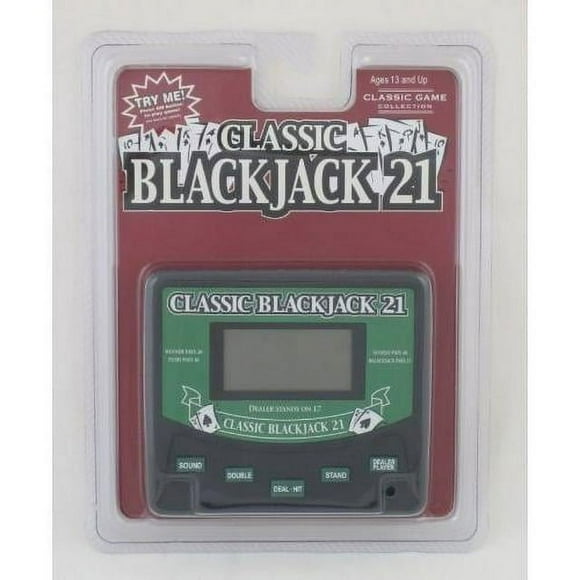 TRY ME!
Ages 13 and Up
CLASSIC GAME
COLLECTION
CLASSIC
BLACKJACK 21
CLASSIC BLACKJACK 21
DEALER STANDS ON 17
CLASSIC BLACKJACK 21
SOUND
DOUBLE
DEAL-HIT
STAND
DEALER
PLAYER